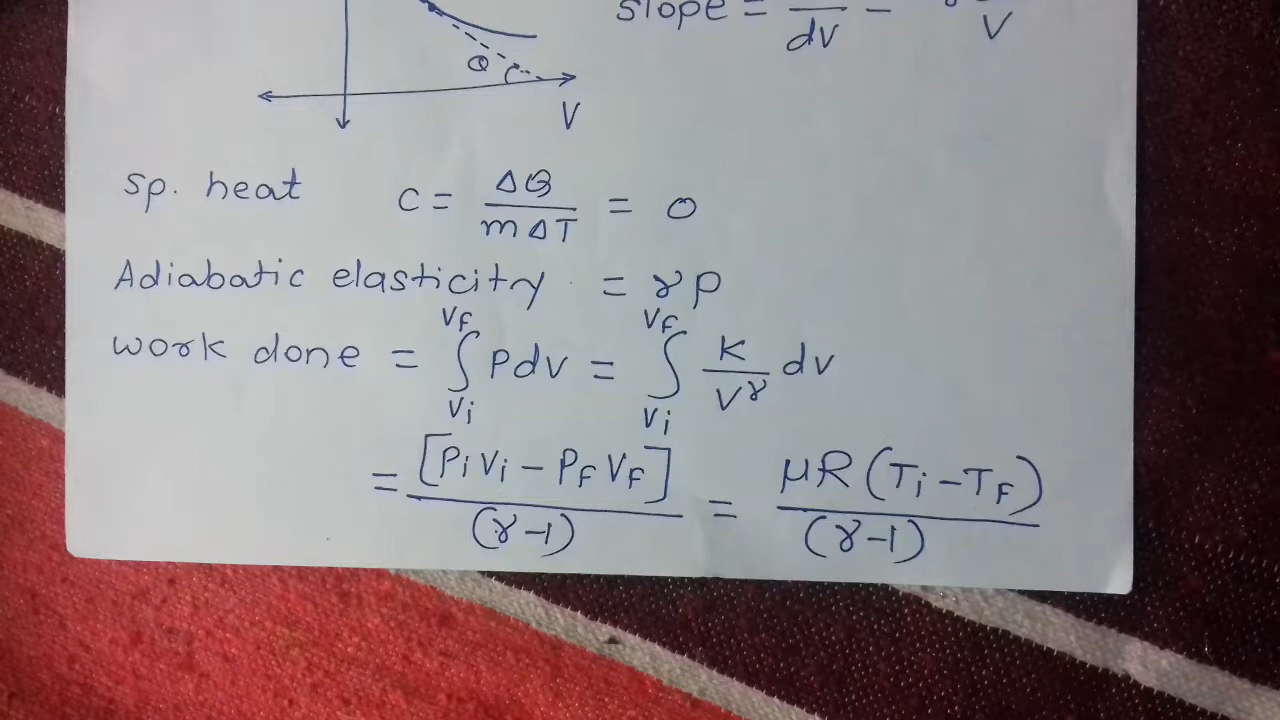 slope = /dv = V
θ
V
sp. heat c = ΔQ/mΔT = 0
Adiabatic elasticity = γP
work done = ∫_{Vi}^{VF} Pdv = ∫_{Vi}^{VF} K/V^γ dv
= [PiVi - PFVF]/(γ-1) = μR(Ti-TF)/(γ-1)